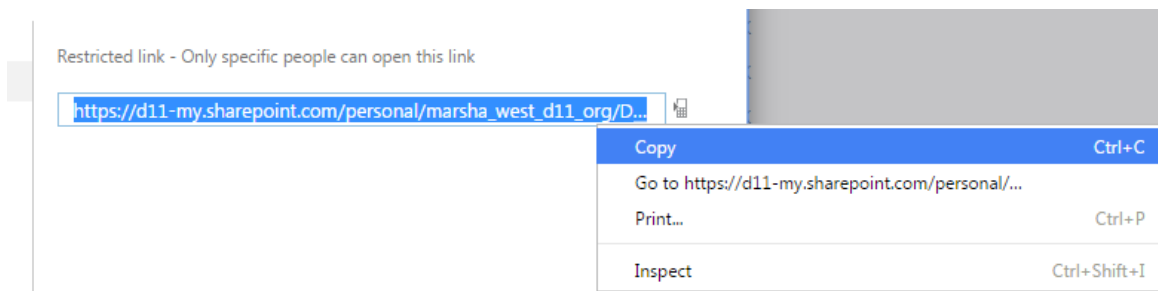 Restricted link - Only specific people can open this link
https://d11-my.sharepoint.com/personal/marsha_west_d11_org/D...
Copy Ctrl+C
Go to https://d11-my.sharepoint.com/personal/...
Print... Ctrl+P
Inspect Ctrl+Shift+I